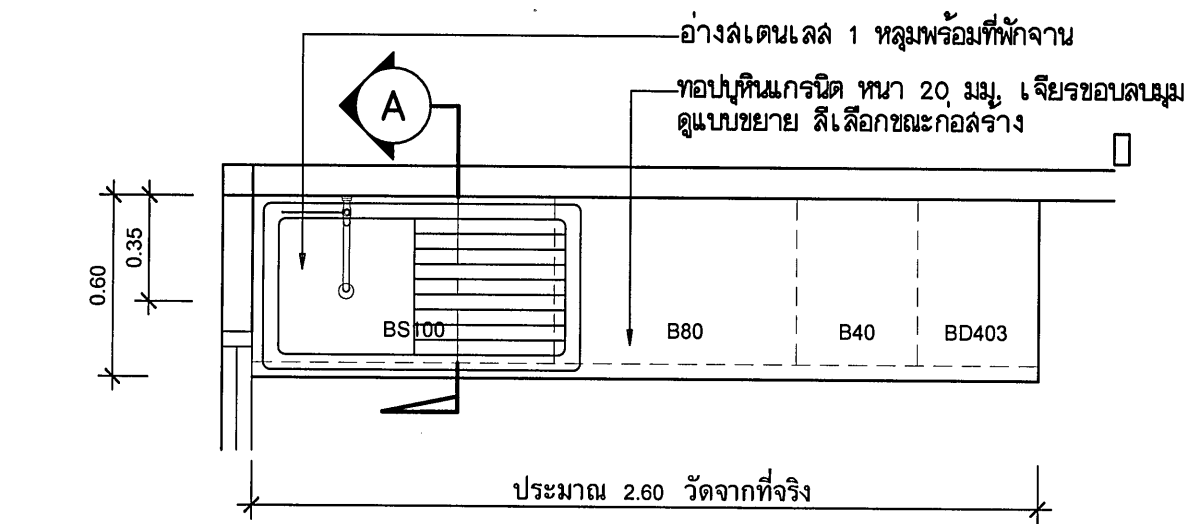 อ่างสเตนเลส 1 หลุมพร้อมที่พักจาน
ทอปบุหินแกรนิต หนา 20 มม. เจียรขอบลบมุม
ดูแบบขยาย สีเลือกขณะก่อสร้าง
A
0.60
0.35
BS100
B80
B40
BD403
ประมาณ 2.60 วัดจากที่จริง